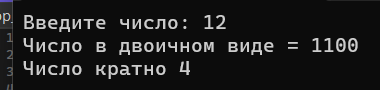 Введите число: 12
Число в двоичном виде = 1100
Число кратно 4